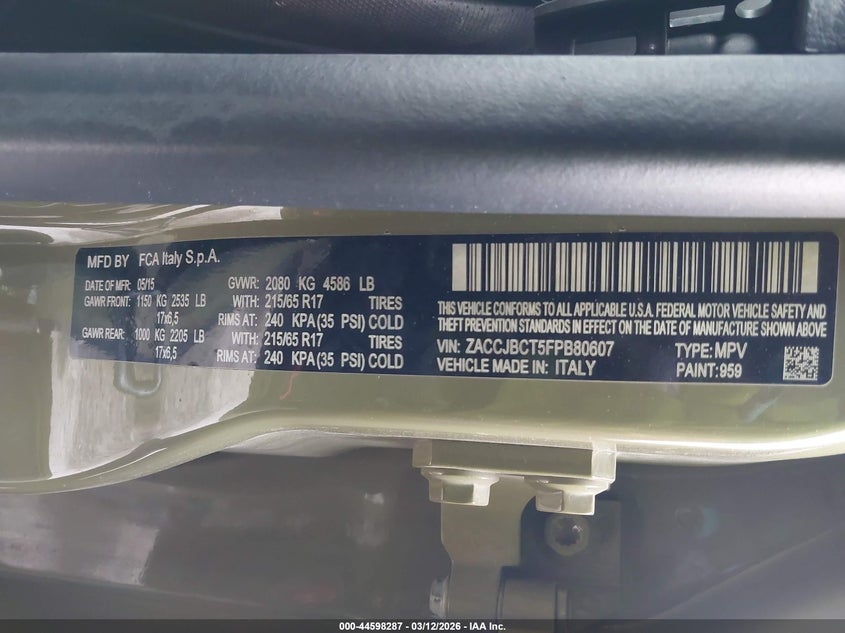 MFD BY FCA Italy S.p.A.
DATE OF MFR: 05/15 GVWR: 2080 KG 4586 LB
GAWR FRONT: 1150 KG 2535 LB WITH: 215/65 R17 TIRES
17x6,5 RIMS AT: 240 KPA (35 PSI) COLD
GAWR REAR: 1000 KG 2205 LB WITH: 215/65 R17 TIRES
17x6,5 RIMS AT: 240 KPA (35 PSI) COLD
THIS VEHICLE CONFORMS TO ALL APPLICABLE U.S.A. FEDERAL MOTOR VEHICLE SAFETY AND
THEFT PREVENTION STANDARDS IN EFFECT ON THE DATE OF MANUFACTURE SHOWN ABOVE
VIN: ZACCJBCT5FPB80607 TYPE: MPV
VEHICLE MADE IN: ITALY PAINT: 959
000-44598287 - 03/12/2026 - IAA Inc.